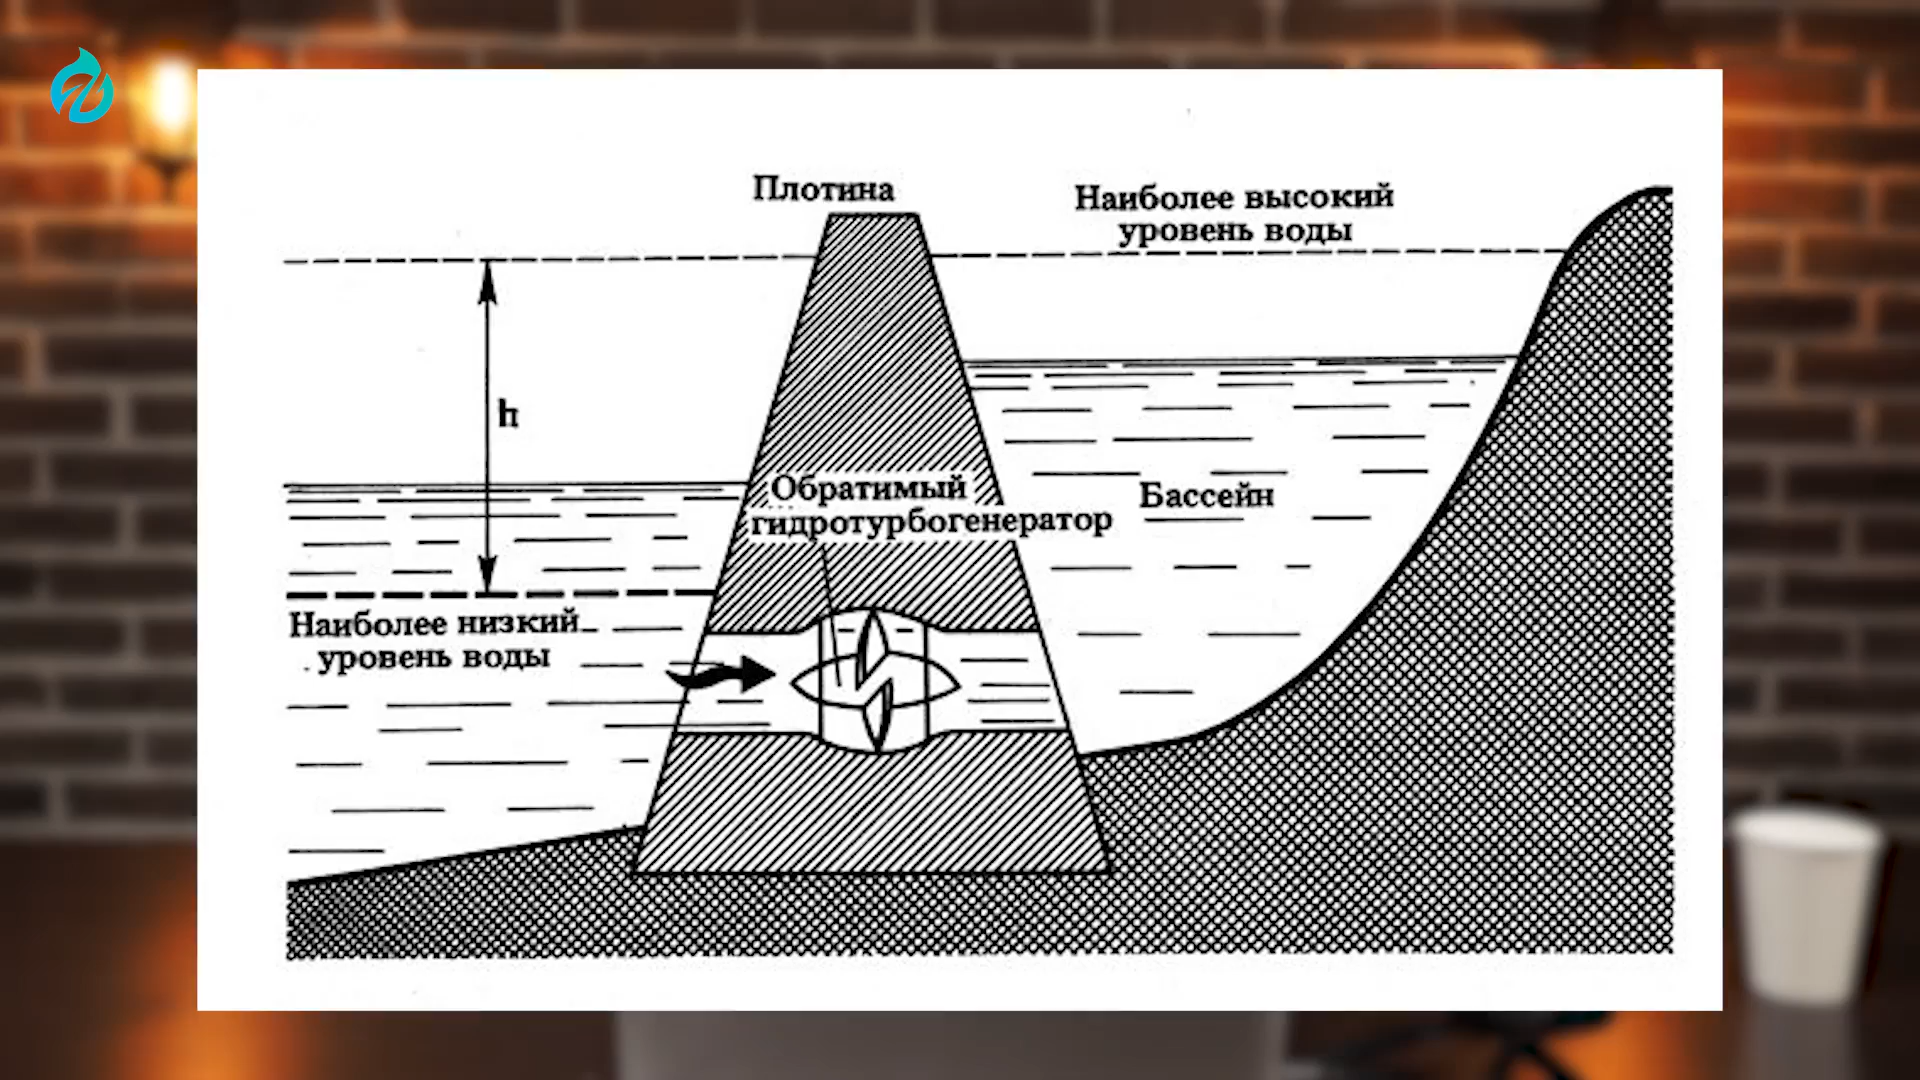 Плотина
Наиболее высокий
уровень воды
h
Обратимый
гидротурбогенератор
Бассейн
Наиболее низкий
уровень воды